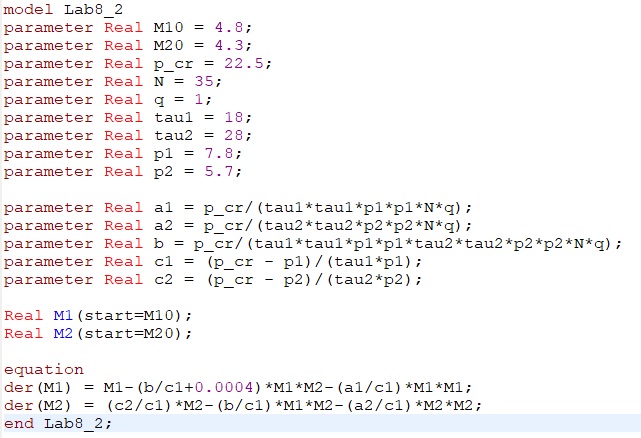 model Lab8_2
parameter Real M10 = 4.8;
parameter Real M20 = 4.3;
parameter Real p_cr = 22.5;
parameter Real N = 35;
parameter Real q = 1;
parameter Real tau1 = 18;
parameter Real tau2 = 28;
parameter Real p1 = 7.8;
parameter Real p2 = 5.7;
parameter Real a1 = p_cr/(tau1*tau1*p1*p1*N*q);
parameter Real a2 = p_cr/(tau2*tau2*p2*p2*N*q);
parameter Real b = p_cr/(tau1*tau1*p1*p1*tau2*tau2*p2*p2*N*q);
parameter Real c1 = (p_cr - p1)/(tau1*p1);
parameter Real c2 = (p_cr - p2)/(tau2*p2);
Real M1(start=M10);
Real M2(start=M20);
equation
der(M1) = M1-(b/c1+0.0004)*M1*M2-(a1/c1)*M1*M1;
der(M2) = (c2/c1)*M2-(b/c1)*M1*M2-(a2/c1)*M2*M2;
end Lab8_2;